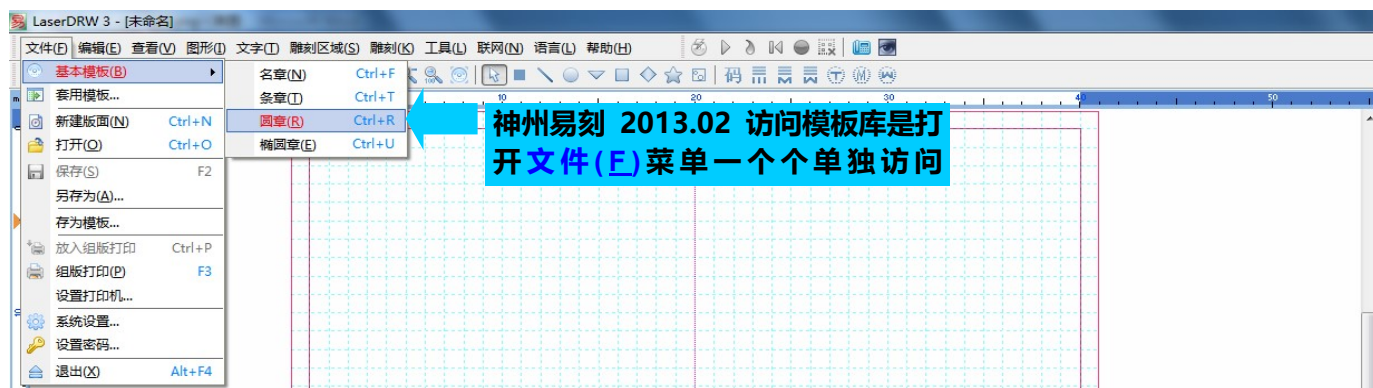 LaserDRW 3 - [未命名]
文件(F) 编辑(E) 查看(V) 图形(I) 文字(T) 雕刻区域(S) 雕刻(K) 工具(L) 联网(N) 语言(L) 帮助(H)
基本模板(B)
名章(N) Ctrl+F
码
套用模板...
条章(T) Ctrl+T
10 20 30 40 50
新建版面(N) Ctrl+N
圆章(R) Ctrl+R
神州易刻 2013.02 访问模板库是打
打开(O) Ctrl+O
椭圆章(E) Ctrl+U
开文件(F)菜单一个个单独访问
保存(S) F2
另存为(A)...
存为模板...
放入组版打印 Ctrl+P
组版打印(P) F3
设置打印机...
系统设置...
设置密码...
退出(X) Alt+F4